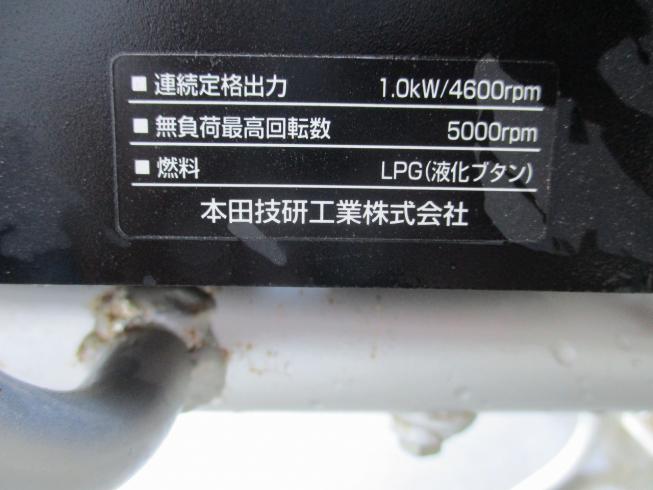 ■ 連続定格出力 1.0kW/4600rpm
■ 無負荷最高回転数 5000rpm
■ 燃料 LPG(液化ブタン)
本田技研工業株式会社